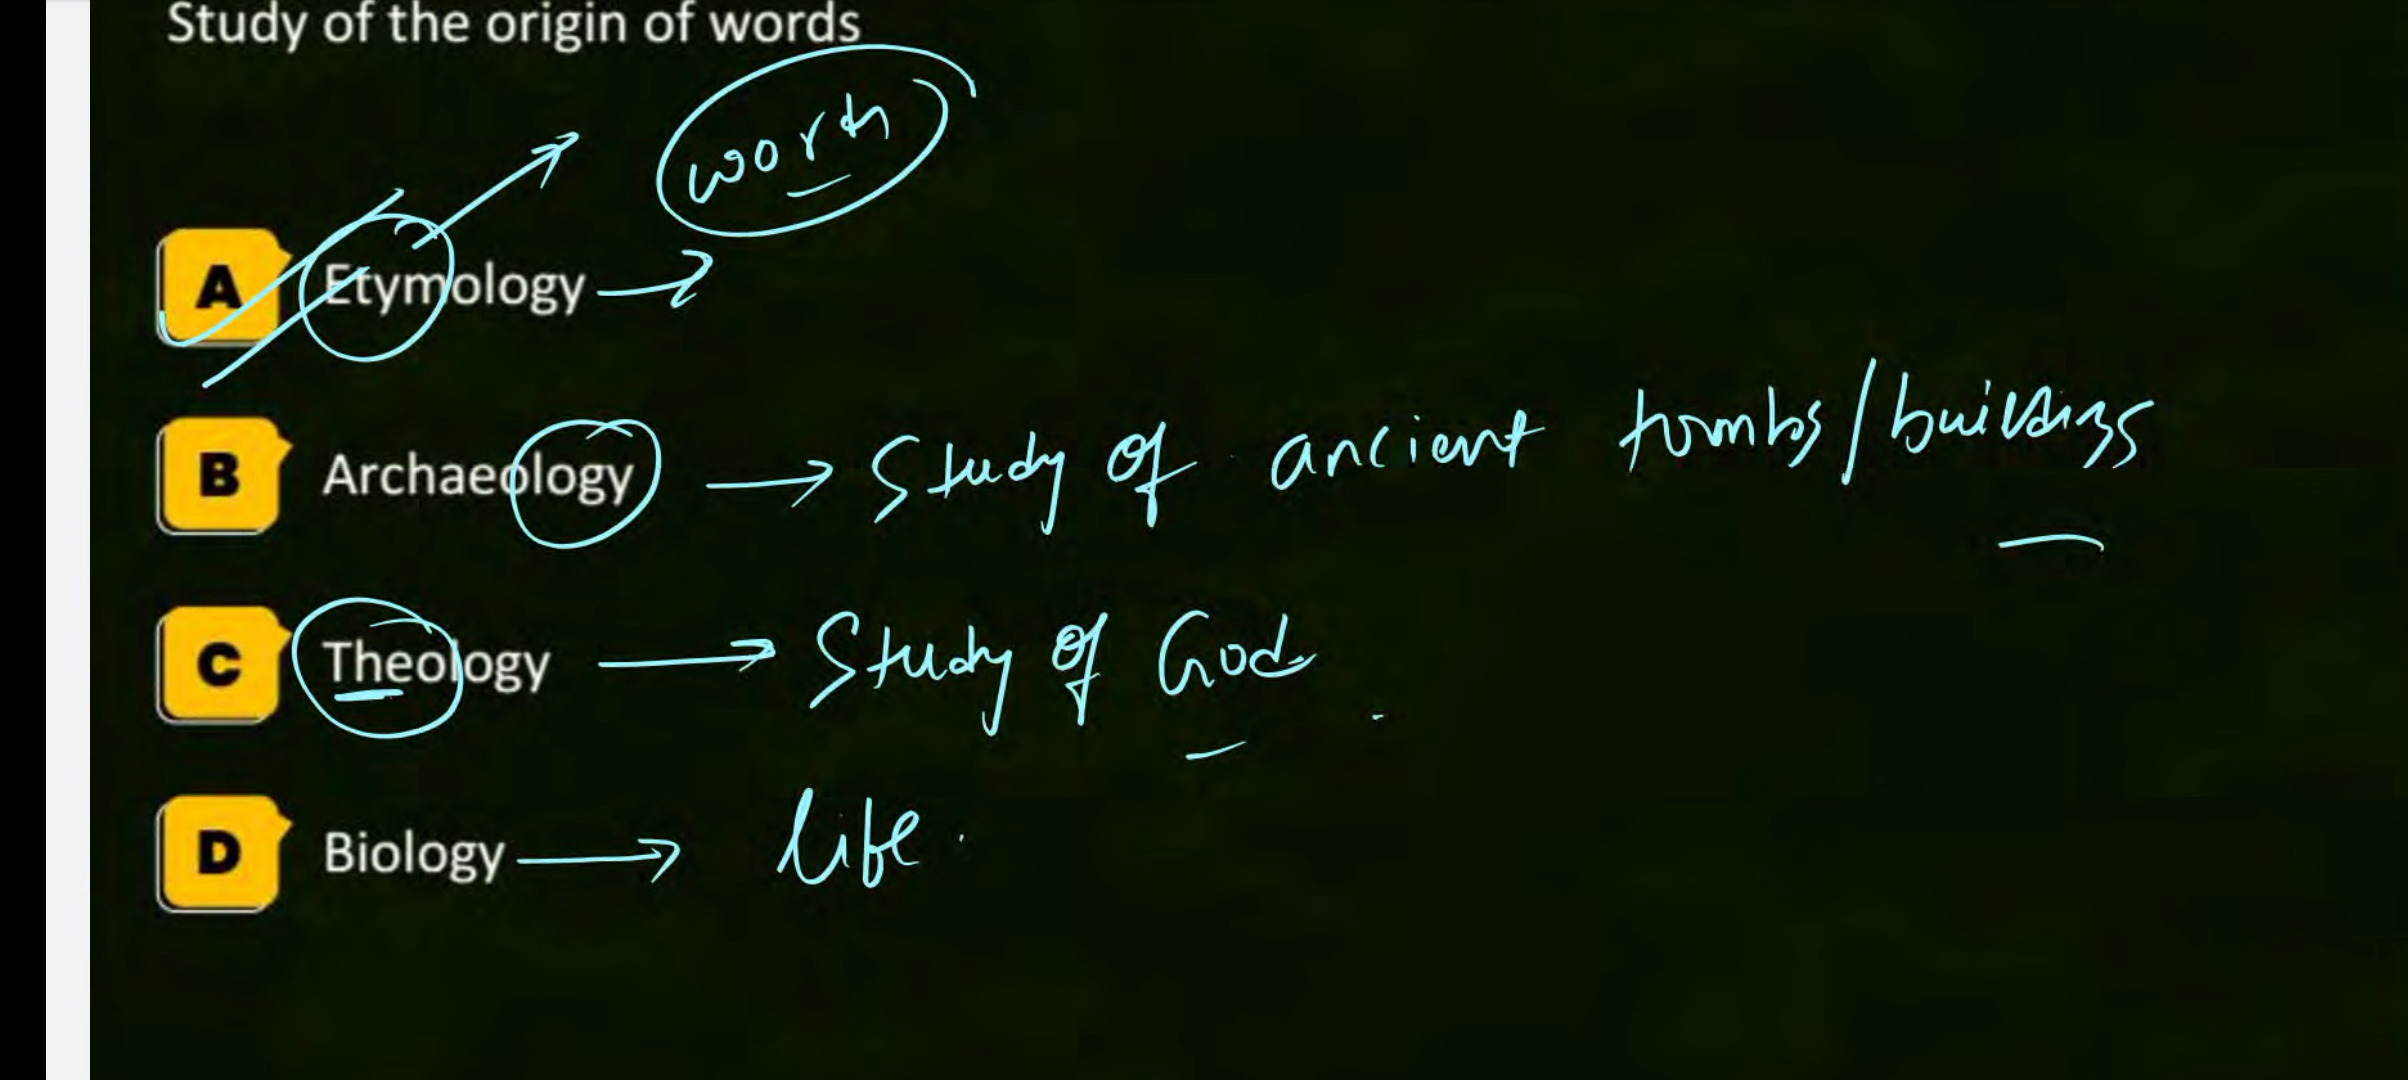 Study of the origin of words
word
A Etymology
B Archaeology → Study of ancient tombs/buildings
C Theology → Study of God.
D Biology → life.